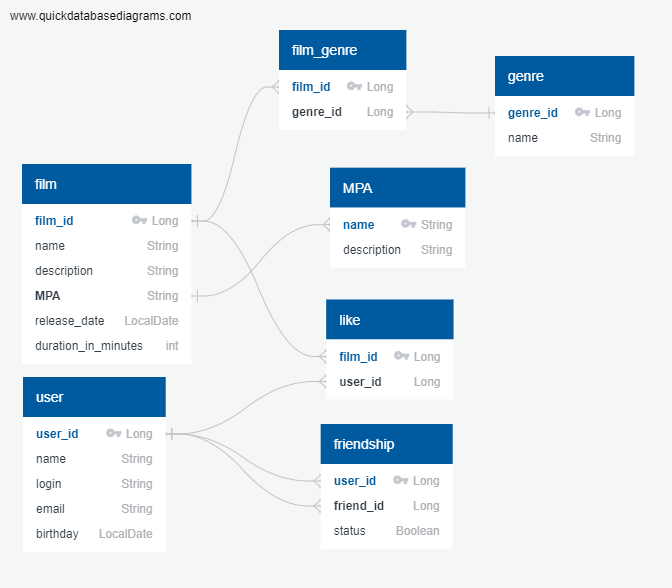 www.quickdatabasediagrams.com
film_genre
film_id Long
genre_id Long
genre
genre_id Long
name String
film
film_id Long
name String
description String
MPA String
release_date LocalDate
duration_in_minutes int
MPA
name String
description String
like
film_id Long
user_id Long
user
user_id Long
name String
login String
email String
birthday LocalDate
friendship
user_id Long
friend_id Long
status Boolean